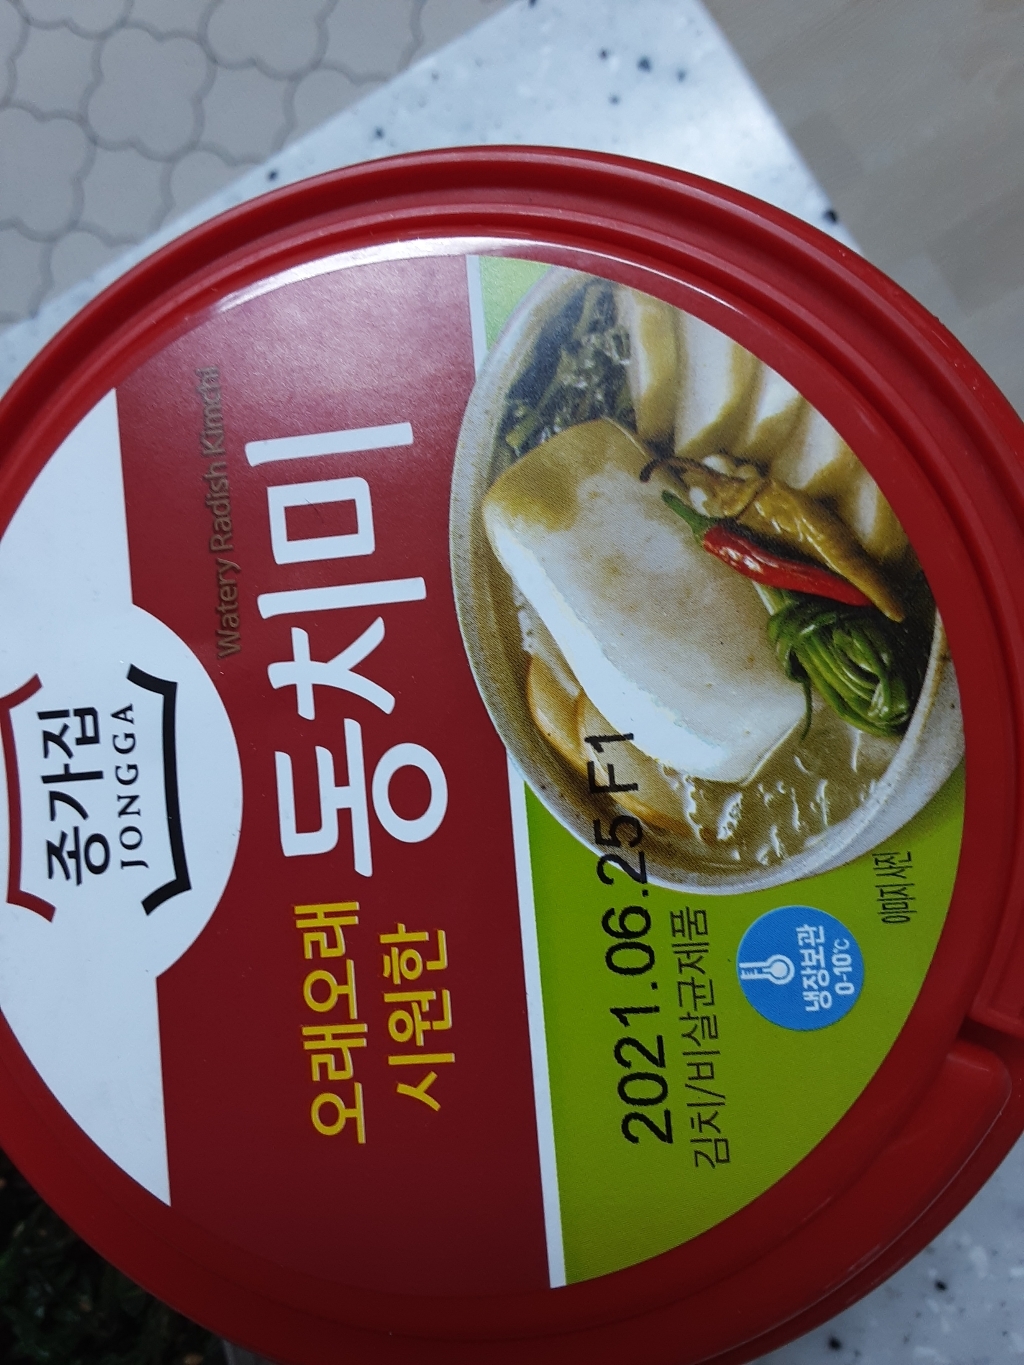 종가집
JONGGA
Watery Radish Kimchi
동치미
오래오래
시원한
2021.06.25 F1
김치/비살균제품
냉장보관
0-10℃
이미지 사진